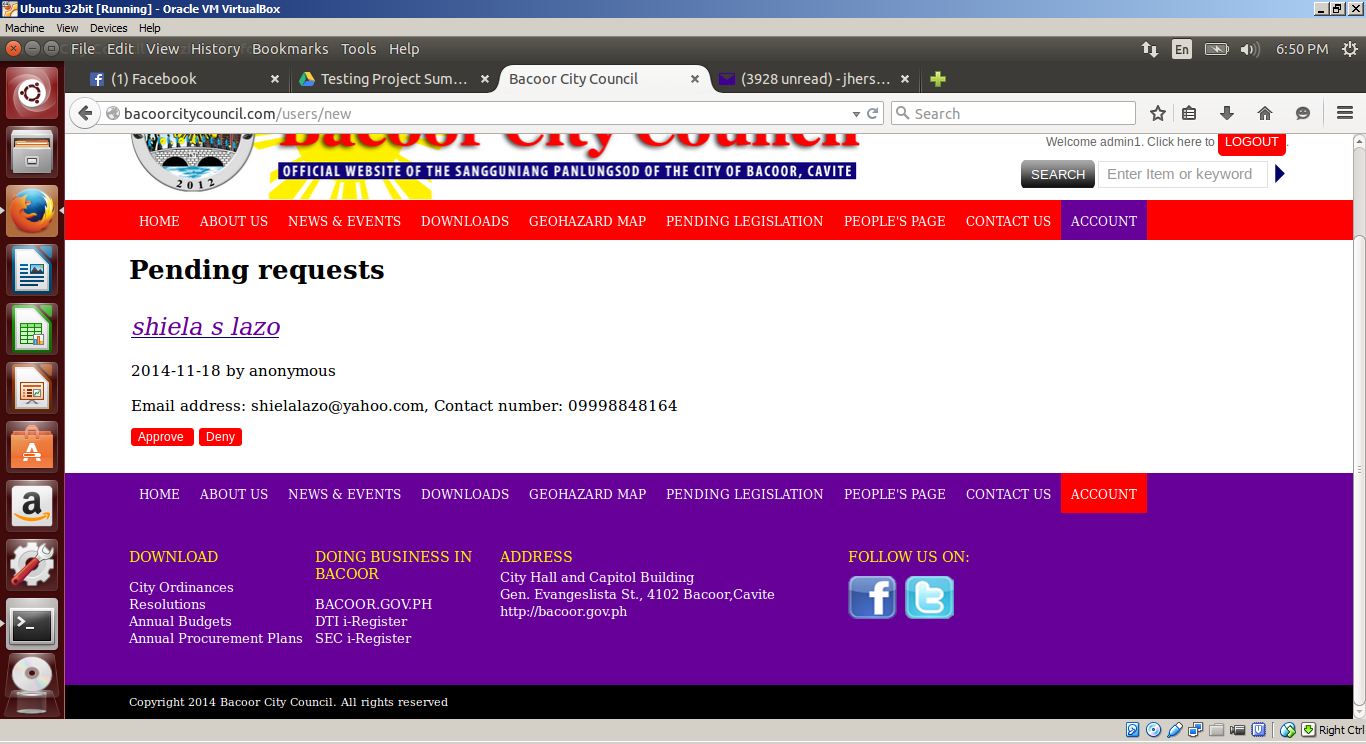 Ubuntu 32bit [Running] - Oracle VM VirtualBox
Machine View Devices Help
File Edit View History Bookmarks Tools Help
En
6:50 PM
(1) Facebook
Testing Project Sum...
Bacoor City Council
(3928 unread) - jhers...
bacoorcitycouncil.com/users/new
Search
Bacoor City Council
Welcome admin1. Click here to LOGOUT.
OFFICIAL WEBSITE OF THE SANGGUNIANG PANLUNGSOD OF THE CITY OF BACOOR, CAVITE
2012
SEARCH Enter Item or keyword
HOME ABOUT US NEWS & EVENTS DOWNLOADS GEOHAZARD MAP PENDING LEGISLATION PEOPLE'S PAGE CONTACT US ACCOUNT
Pending requests
shiela s lazo
2014-11-18 by anonymous
Email address: shielalazo@yahoo.com, Contact number: 09998848164
Approve Deny
HOME ABOUT US NEWS & EVENTS DOWNLOADS GEOHAZARD MAP PENDING LEGISLATION PEOPLE'S PAGE CONTACT US ACCOUNT
DOWNLOAD
City Ordinances
Resolutions
Annual Budgets
Annual Procurement Plans
DOING BUSINESS IN
BACOOR
BACOOR.GOV.PH
DTI i-Register
SEC i-Register
ADDRESS
City Hall and Capitol Building
Gen. Evangeslista St., 4102 Bacoor,Cavite
http://bacoor.gov.ph
FOLLOW US ON:
Copyright 2014 Bacoor City Council. All rights reserved
Right Ctrl